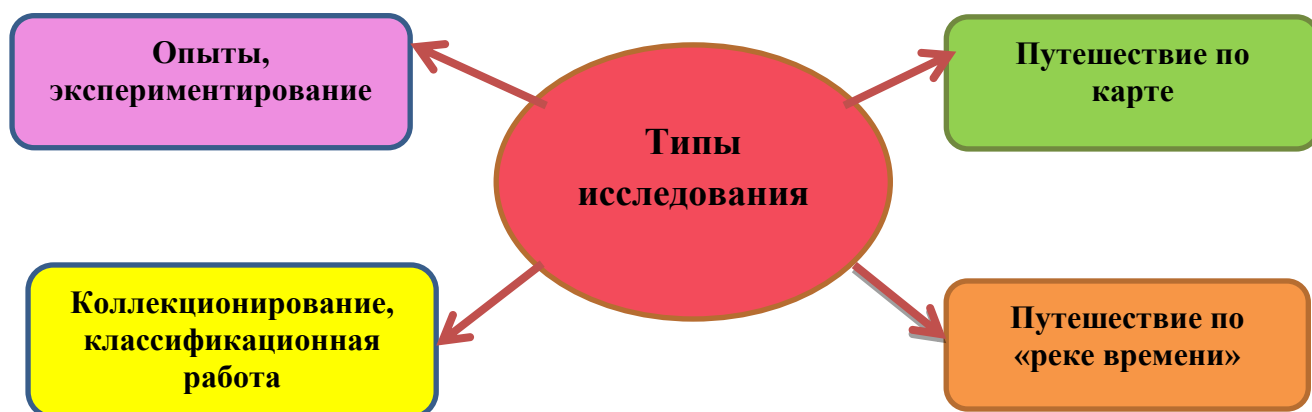 Опыты,
экспериментирование
Путешествие по
карте
Типы
исследования
Коллекционирование,
классификационная
работа
Путешествие по
«реке времени»